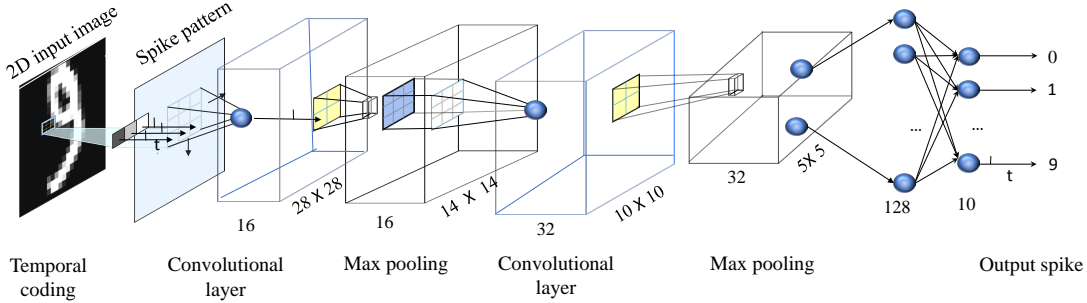 2D input image
Spike pattern
t
16
28 X 28
16
14 X 14
32
10 X 10
32
5X 5
...
128
...
10
0
1
9
t
Temporal
coding
Convolutional
layer
Max pooling
Convolutional
layer
Max pooling
Output spike